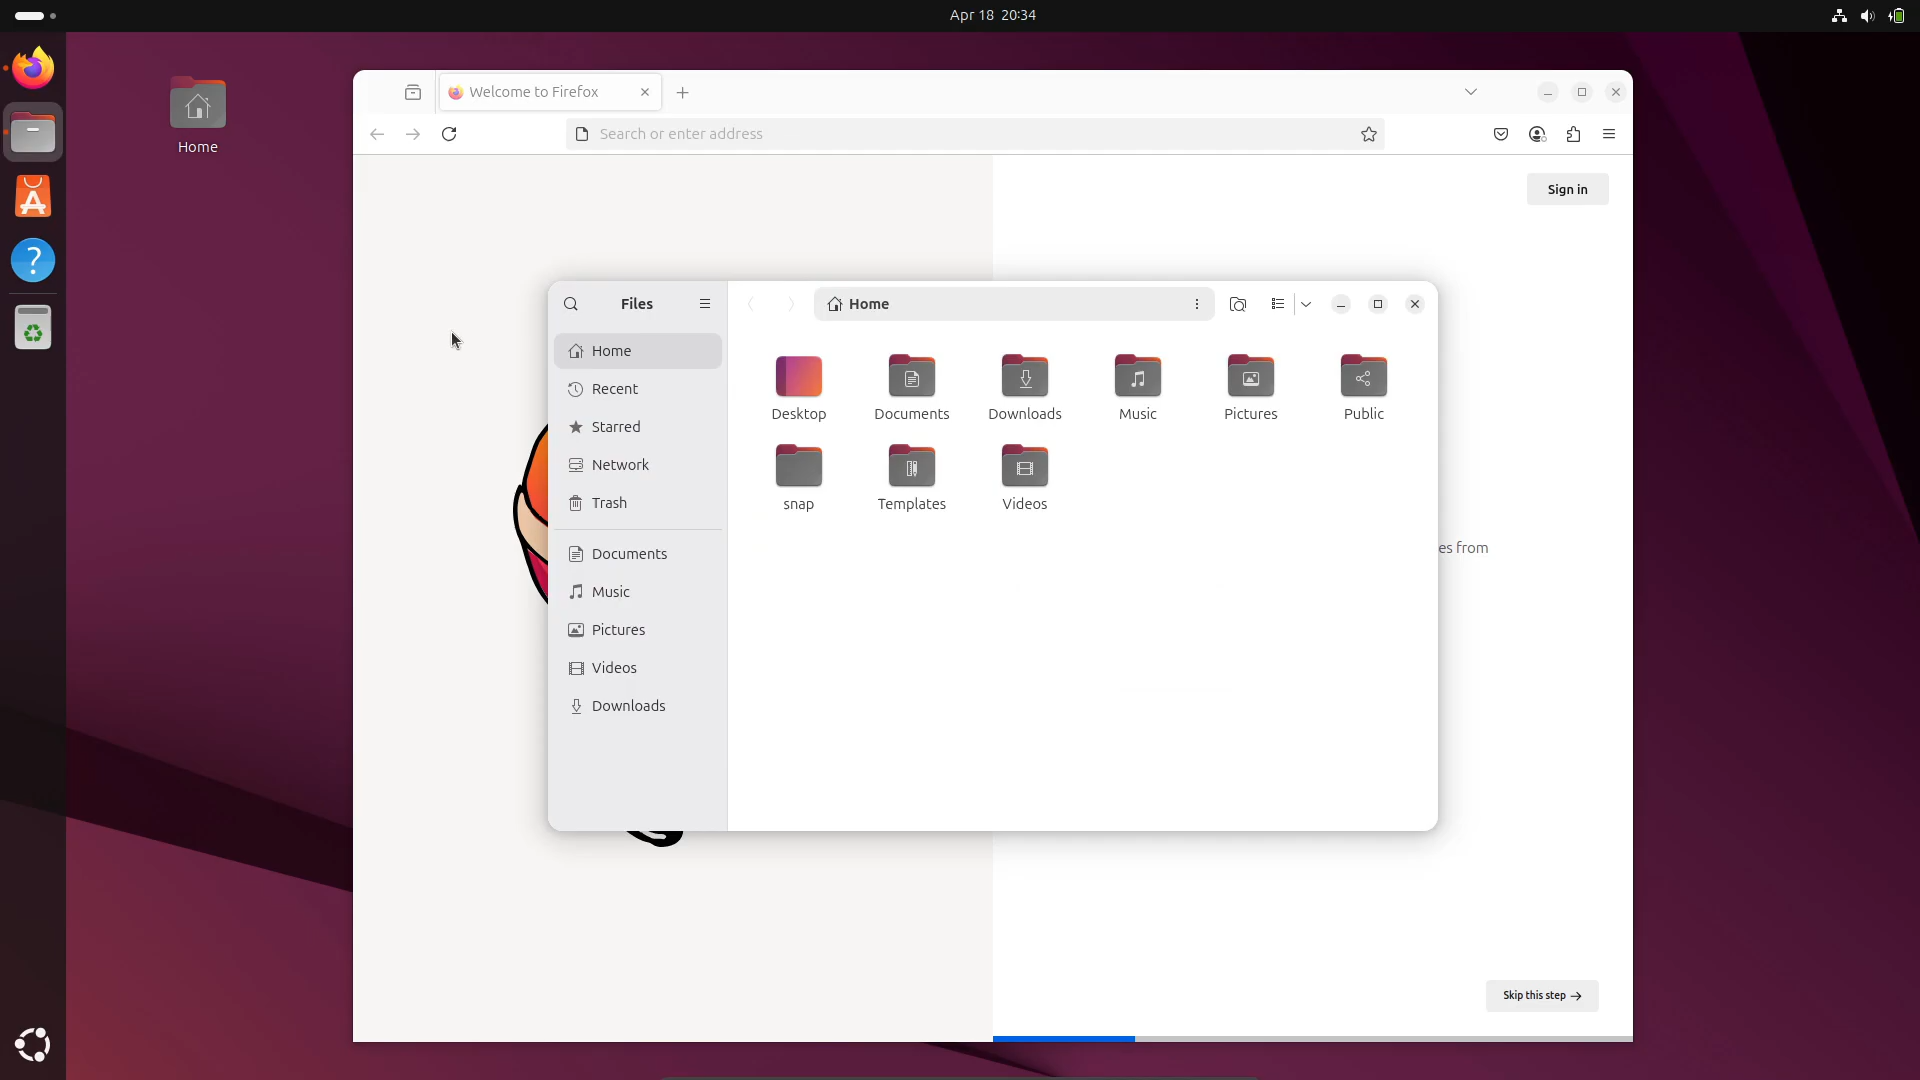 Apr 18 20:34
Home
Welcome to Firefox
Search or enter address
Sign in
Files
Home
Home
Recent
Starred
Network
Trash
Documents
Music
Pictures
Videos
Downloads
Desktop
Documents
Downloads
Music
Pictures
Public
snap
Templates
Videos
es from
Skip this step →